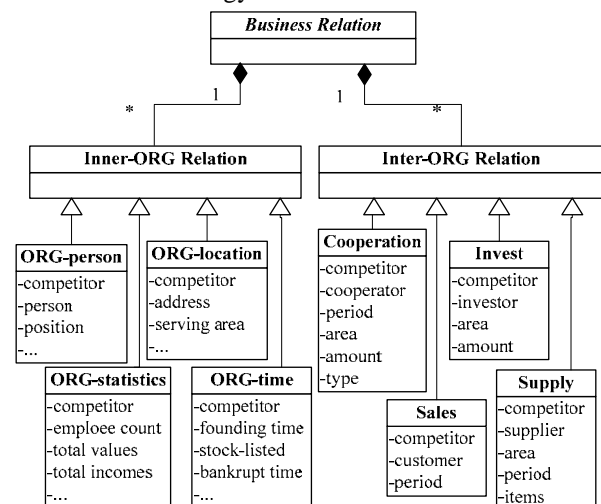 Business Relation
1
1
*
*
Inner-ORG Relation
Inter-ORG Relation
ORG-person
-competitor
-person
-position
-...
ORG-location
-competitor
-address
-serving area
-...
Cooperation
-competitor
-cooperator
-period
-area
-amount
-type
Invest
-competitor
-investor
-area
-amount
ORG-statistics
-competitor
-emploee count
-total values
-total incomes
-...
ORG-time
-competitor
-founding time
-stock-listed
-bankrupt time
-...
Sales
-competitor
-customer
-period
Supply
-competitor
-supplier
-area
-period
-items